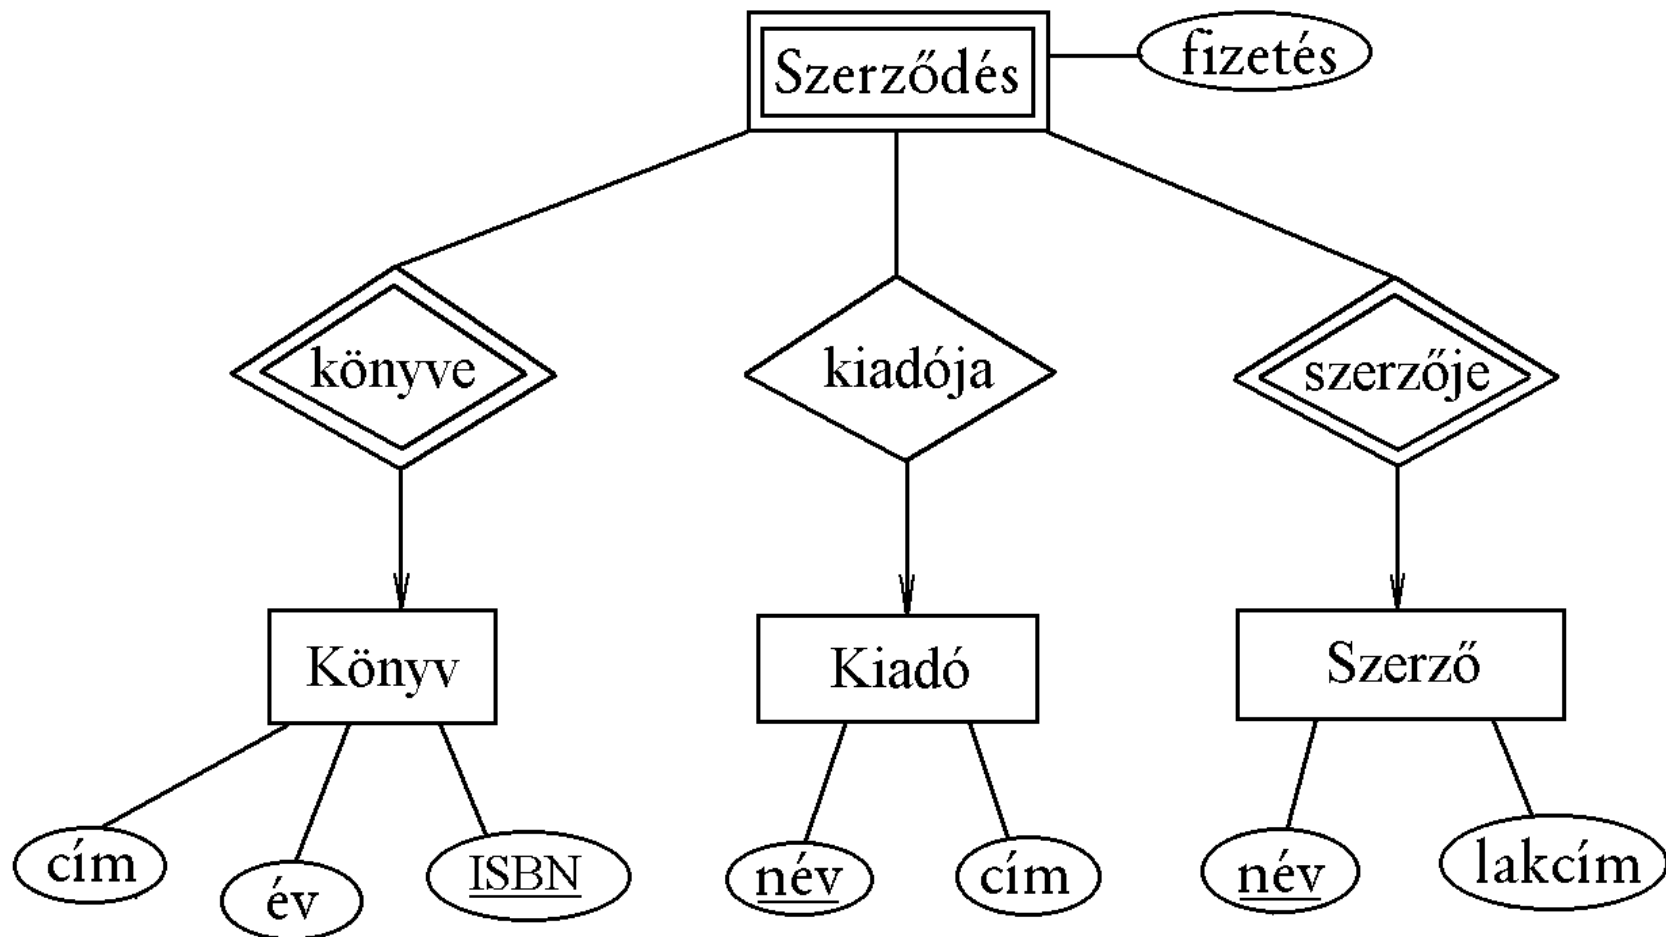 Szerződés
fizetés
könyve
kiadója
szerzője
Könyv
Kiadó
Szerző
cím
év
ISBN
név
cím
név
lakcím